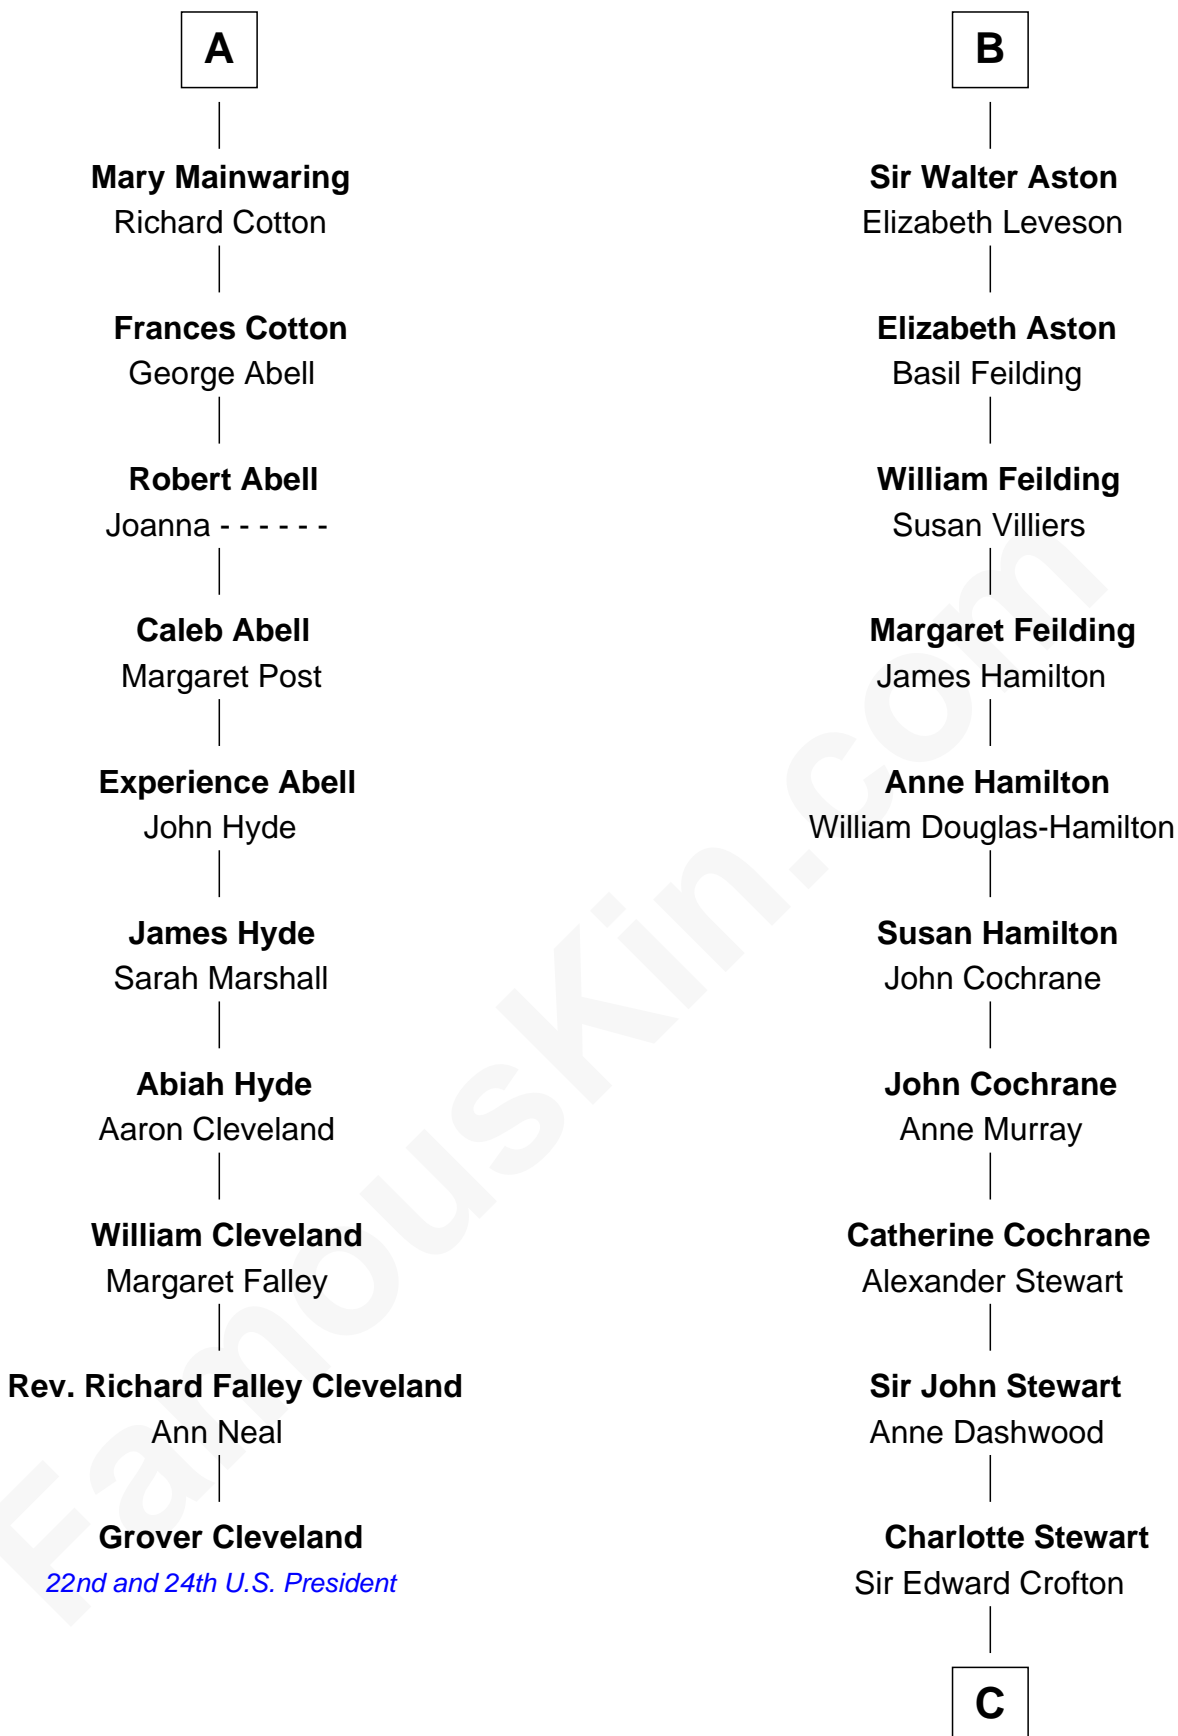 A
Mary Mainwaring
Richard Cotton
Frances Cotton
George Abell
Robert Abell
Joanna - - - - - -
Caleb Abell
Margaret Post
Experience Abell
John Hyde
James Hyde
Sarah Marshall
Abiah Hyde
Aaron Cleveland
William Cleveland
Margaret Falley
Rev. Richard Falley Cleveland
Ann Neal
Grover Cleveland
22nd and 24th U.S. President
B
Sir Walter Aston
Elizabeth Leveson
Elizabeth Aston
Basil Feilding
William Feilding
Susan Villiers
Margaret Feilding
James Hamilton
Anne Hamilton
William Douglas-Hamilton
Susan Hamilton
John Cochrane
John Cochrane
Anne Murray
Catherine Cochrane
Alexander Stewart
Sir John Stewart
Anne Dashwood
Charlotte Stewart
Sir Edward Crofton
C
FamousKin.com